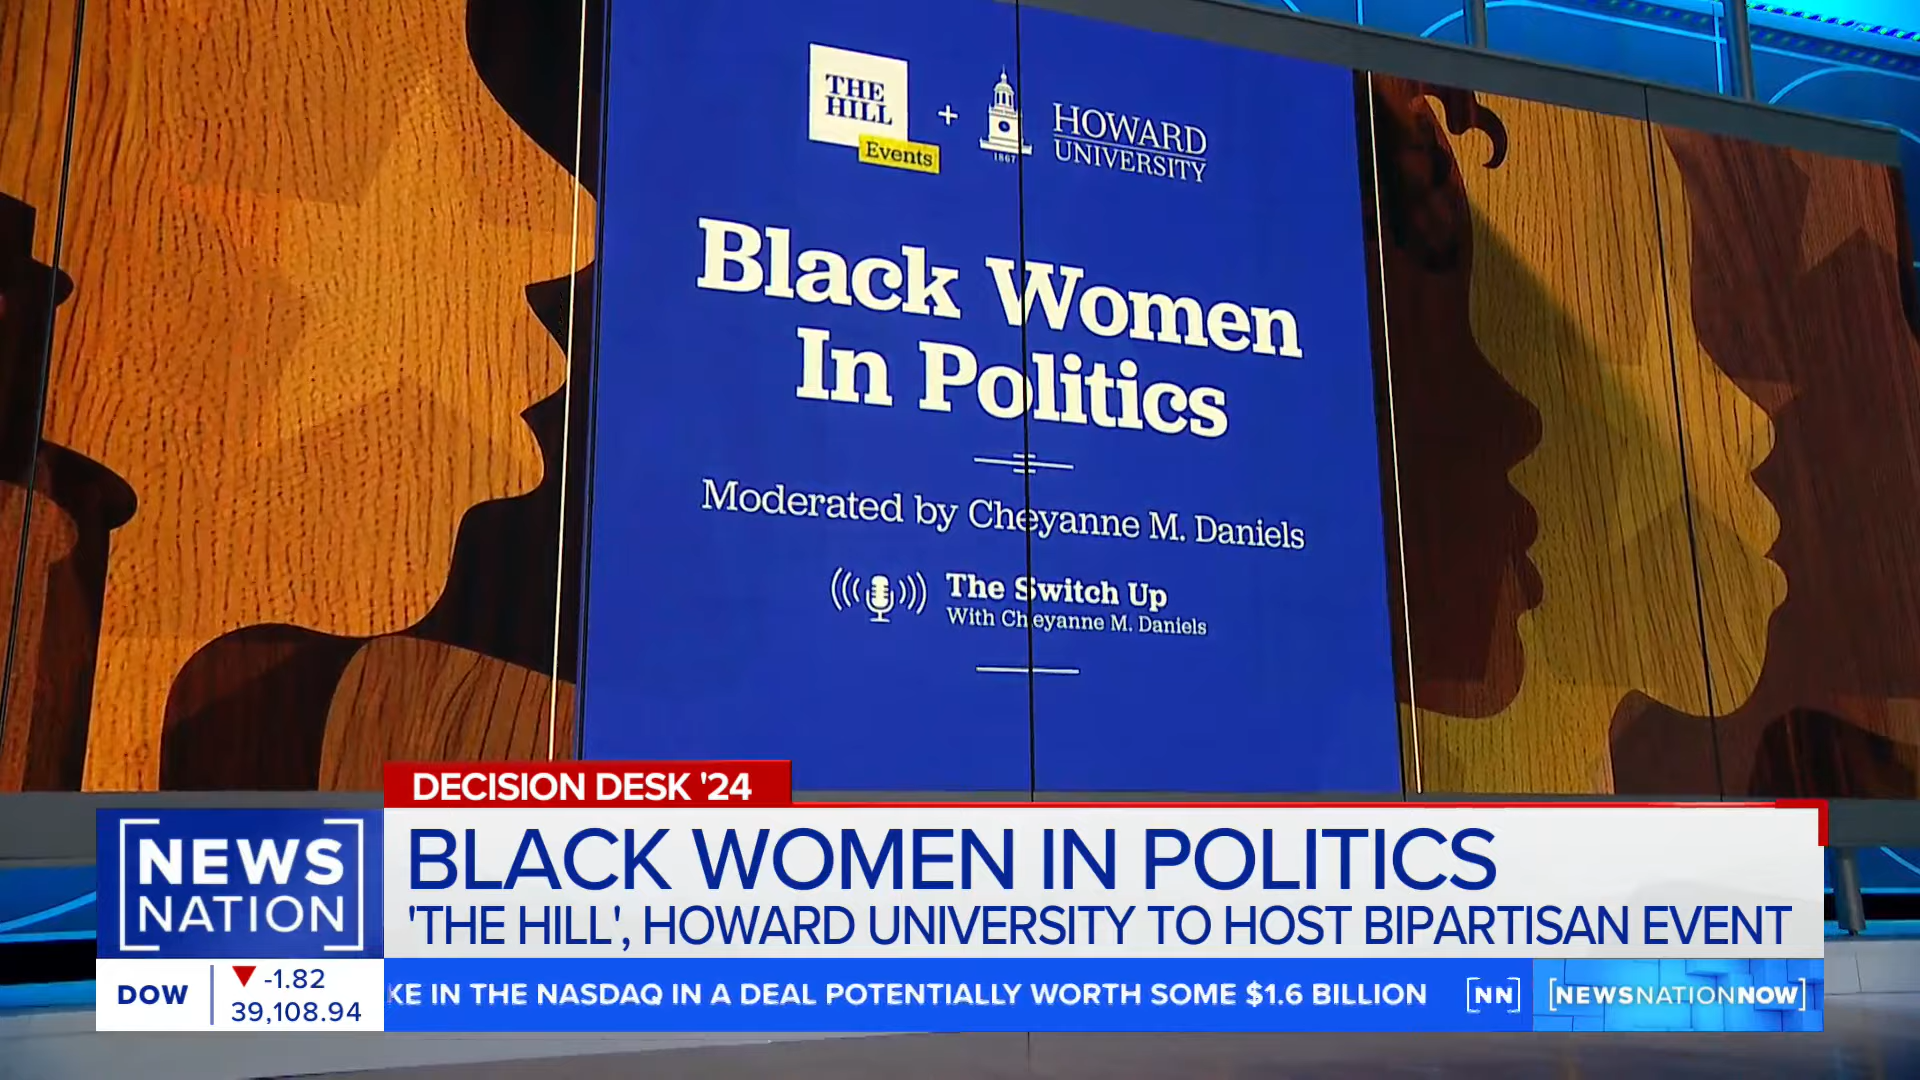 THE
HILL
Events
+
1867
HOWARD
UNIVERSITY
Black Women
In Politics
Moderated by Cheyanne M. Daniels
The Switch Up
With Cheyanne M. Daniels
DECISION DESK '24
NEWS
NATION
BLACK WOMEN IN POLITICS
'THE HILL', HOWARD UNIVERSITY TO HOST BIPARTISAN EVENT
DOW
-1.82
39,108.94
KE IN THE NASDAQ IN A DEAL POTENTIALLY WORTH SOME $1.6 BILLION
NN
NEWSNATIONNOW